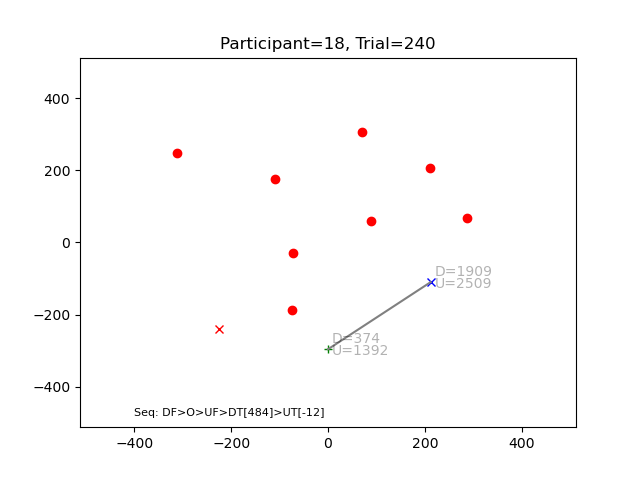 Participant=18, Trial=240
400
200
0
−200
−400
D=1909
U=2509
D=374
U=1392
Seq: DF>O>UF>DT[484]>UT[-12]
−400
−200
0
200
400